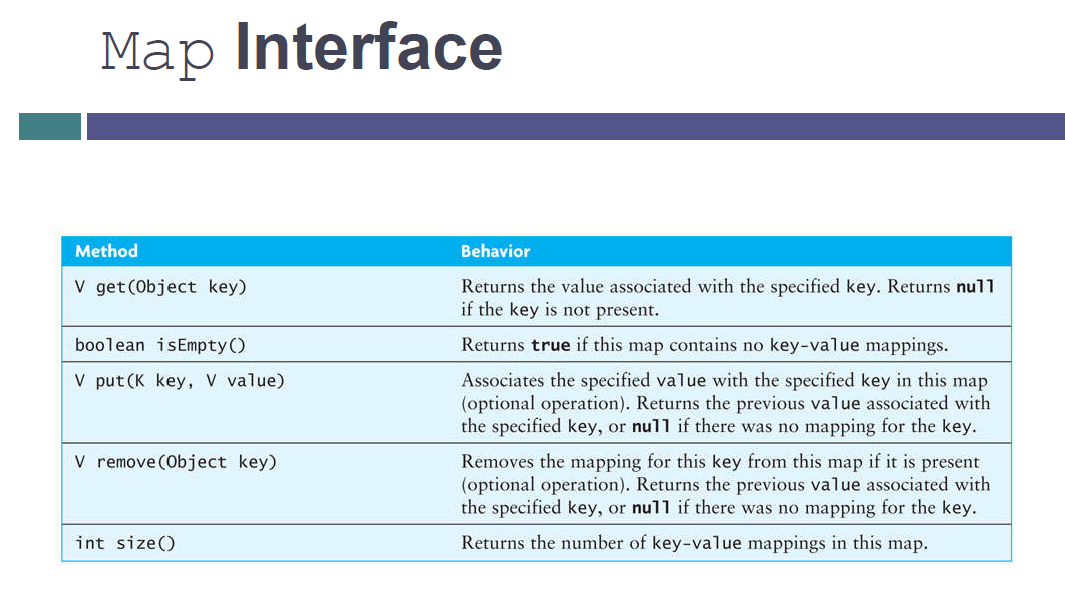 Map Interface
Method Behavior
V get(Object key) Returns the value associated with the specified key. Returns null
if the key is not present.
boolean isEmpty() Returns true if this map contains no key-value mappings.
V put(K key, V value) Associates the specified value with the specified key in this map
(optional operation). Returns the previous value associated with
the specified key, or null if there was no mapping for the key.
V remove(Object key) Removes the mapping for this key from this map if it is present
(optional operation). Returns the previous value associated with
the specified key, or null if there was no mapping for the key.
int size() Returns the number of key-value mappings in this map.